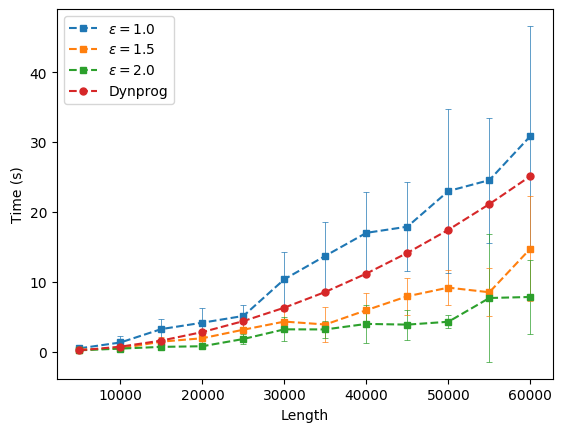 ε = 1.0
ε = 1.5
ε = 2.0
Dynprog
Time (s)
40
30
20
10
0
10000 20000 30000 40000 50000 60000
Length